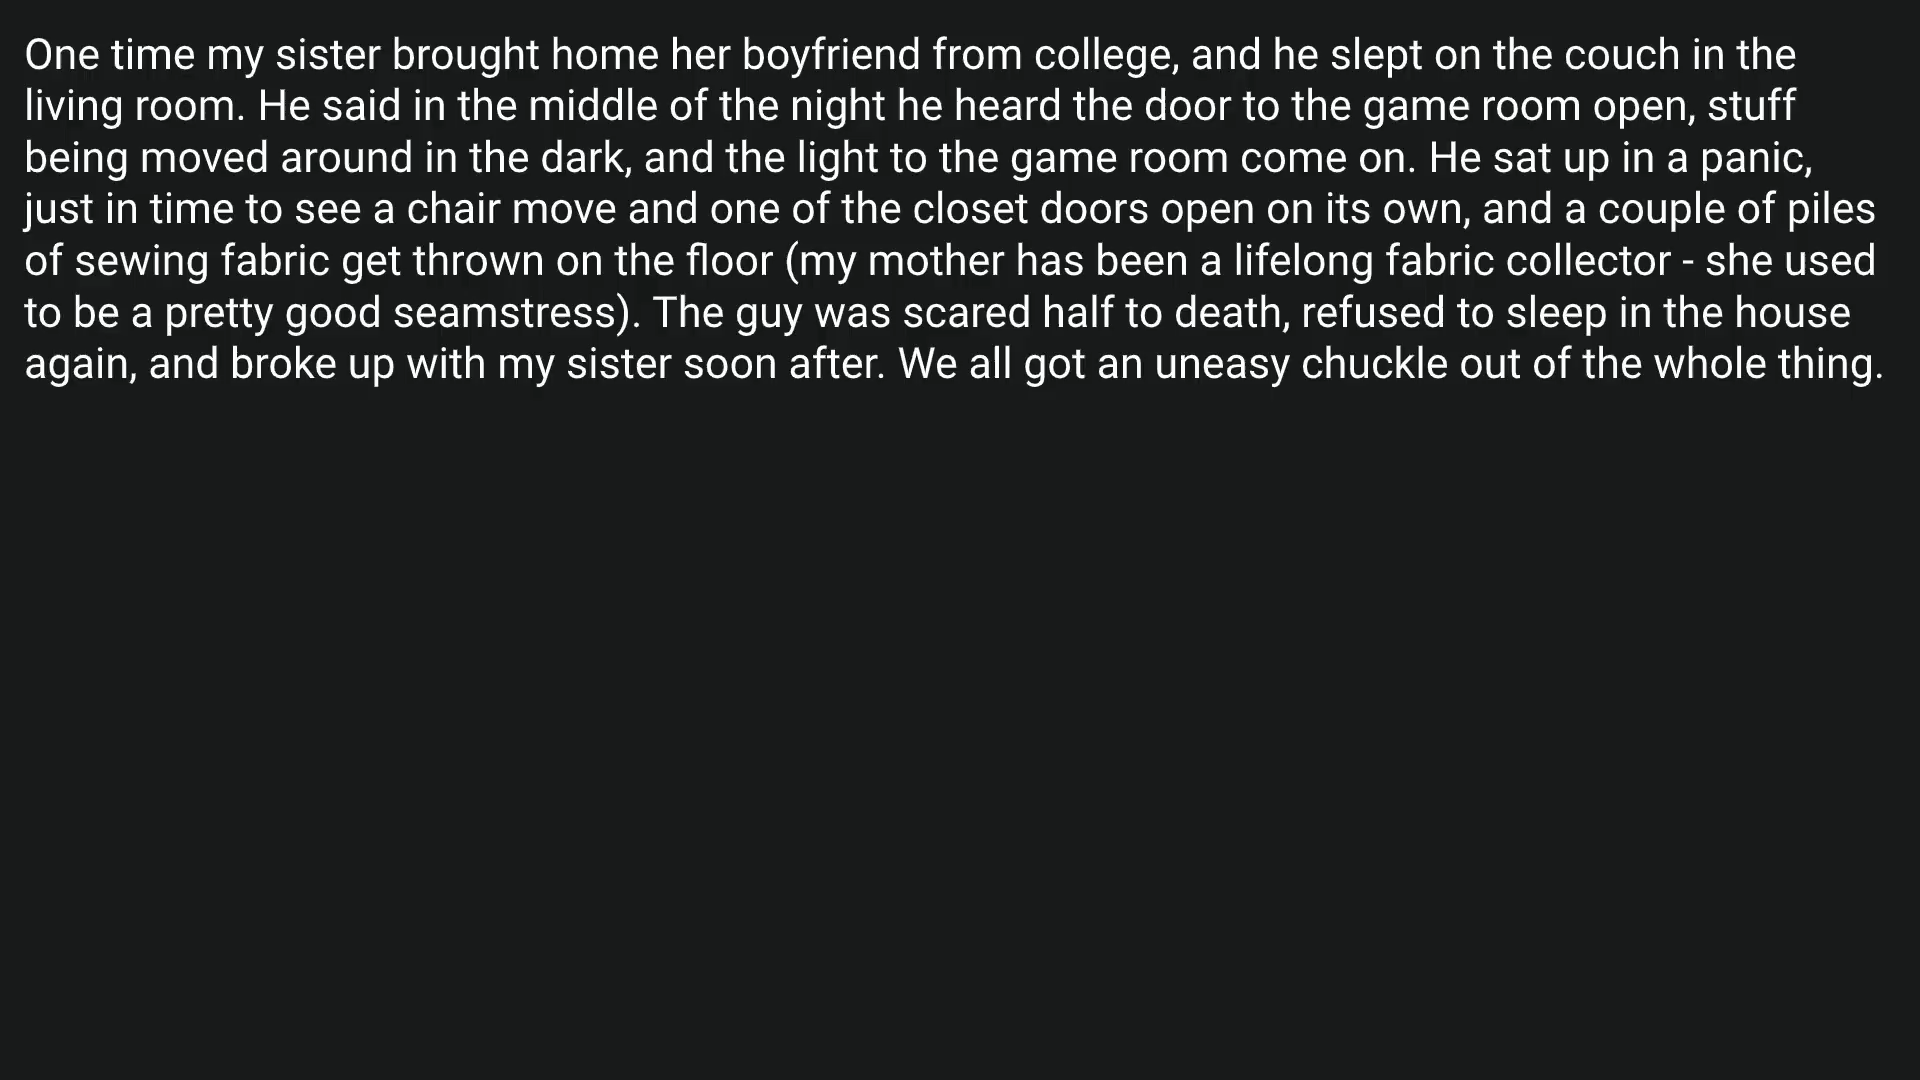 One time my sister brought home her boyfriend from college, and he slept on the couch in the
living room. He said in the middle of the night he heard the door to the game room open, stuff
being moved around in the dark, and the light to the game room come on. He sat up in a panic,
just in time to see a chair move and one of the closet doors open on its own, and a couple of piles
of sewing fabric get thrown on the floor (my mother has been a lifelong fabric collector - she used
to be a pretty good seamstress). The guy was scared half to death, refused to sleep in the house
again, and broke up with my sister soon after. We all got an uneasy chuckle out of the whole thing.